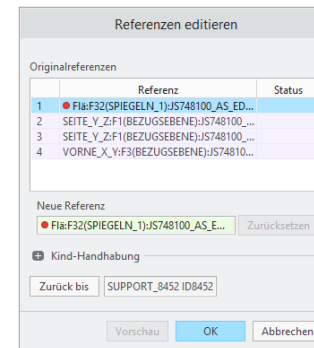 Referenzen editieren
Originalreferenzen
Referenz Status
1 Flä:F32(SPIEGELN_1):JS748100_AS_ED...
2 SEITE_Y_Z:F1(BEZUGSEBENE):JS748100_...
3 SEITE_Y_Z:F1(BEZUGSEBENE):JS748100_...
4 VORNE_X_Y:F3(BEZUGSEBENE):JS74810...
Neue Referenz
Flä:F32(SPIEGELN_1):JS748100_AS_E... Zurücksetzen
Kind-Handhabung
Zurück bis SUPPORT_8452 ID8452
Vorschau OK Abbrechen